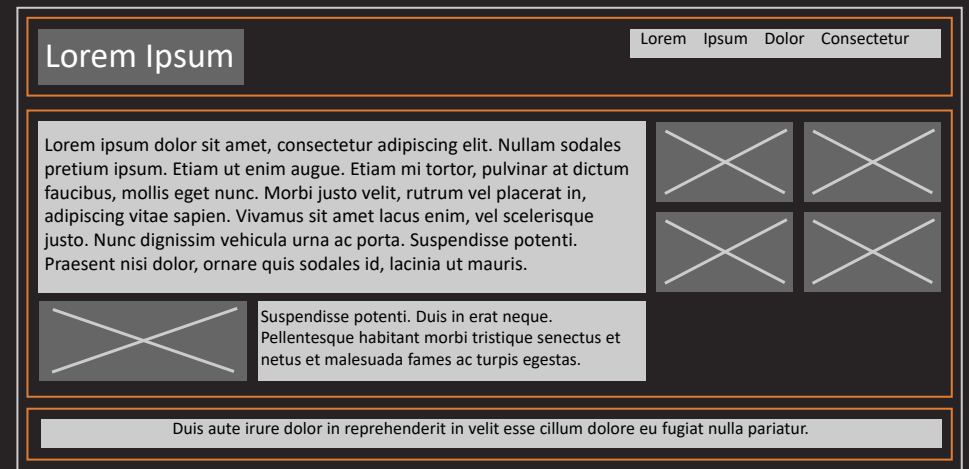 Lorem Ipsum
Lorem Ipsum Dolor Consectetur
Lorem ipsum dolor sit amet, consectetur adipiscing elit. Nullam sodales
pretium ipsum. Etiam ut enim augue. Etiam mi tortor, pulvinar at dictum
faucibus, mollis eget nunc. Morbi justo velit, rutrum vel placerat in,
adipiscing vitae sapien. Vivamus sit amet lacus enim, vel scelerisque
justo. Nunc dignissim vehicula urna ac porta. Suspendisse potenti.
Praesent nisi dolor, ornare quis sodales id, lacinia ut mauris.
Suspendisse potenti. Duis in erat neque.
Pellentesque habitant morbi tristique senectus et
netus et malesuada fames ac turpis egestas.
Duis aute irure dolor in reprehenderit in velit esse cillum dolore eu fugiat nulla pariatur.